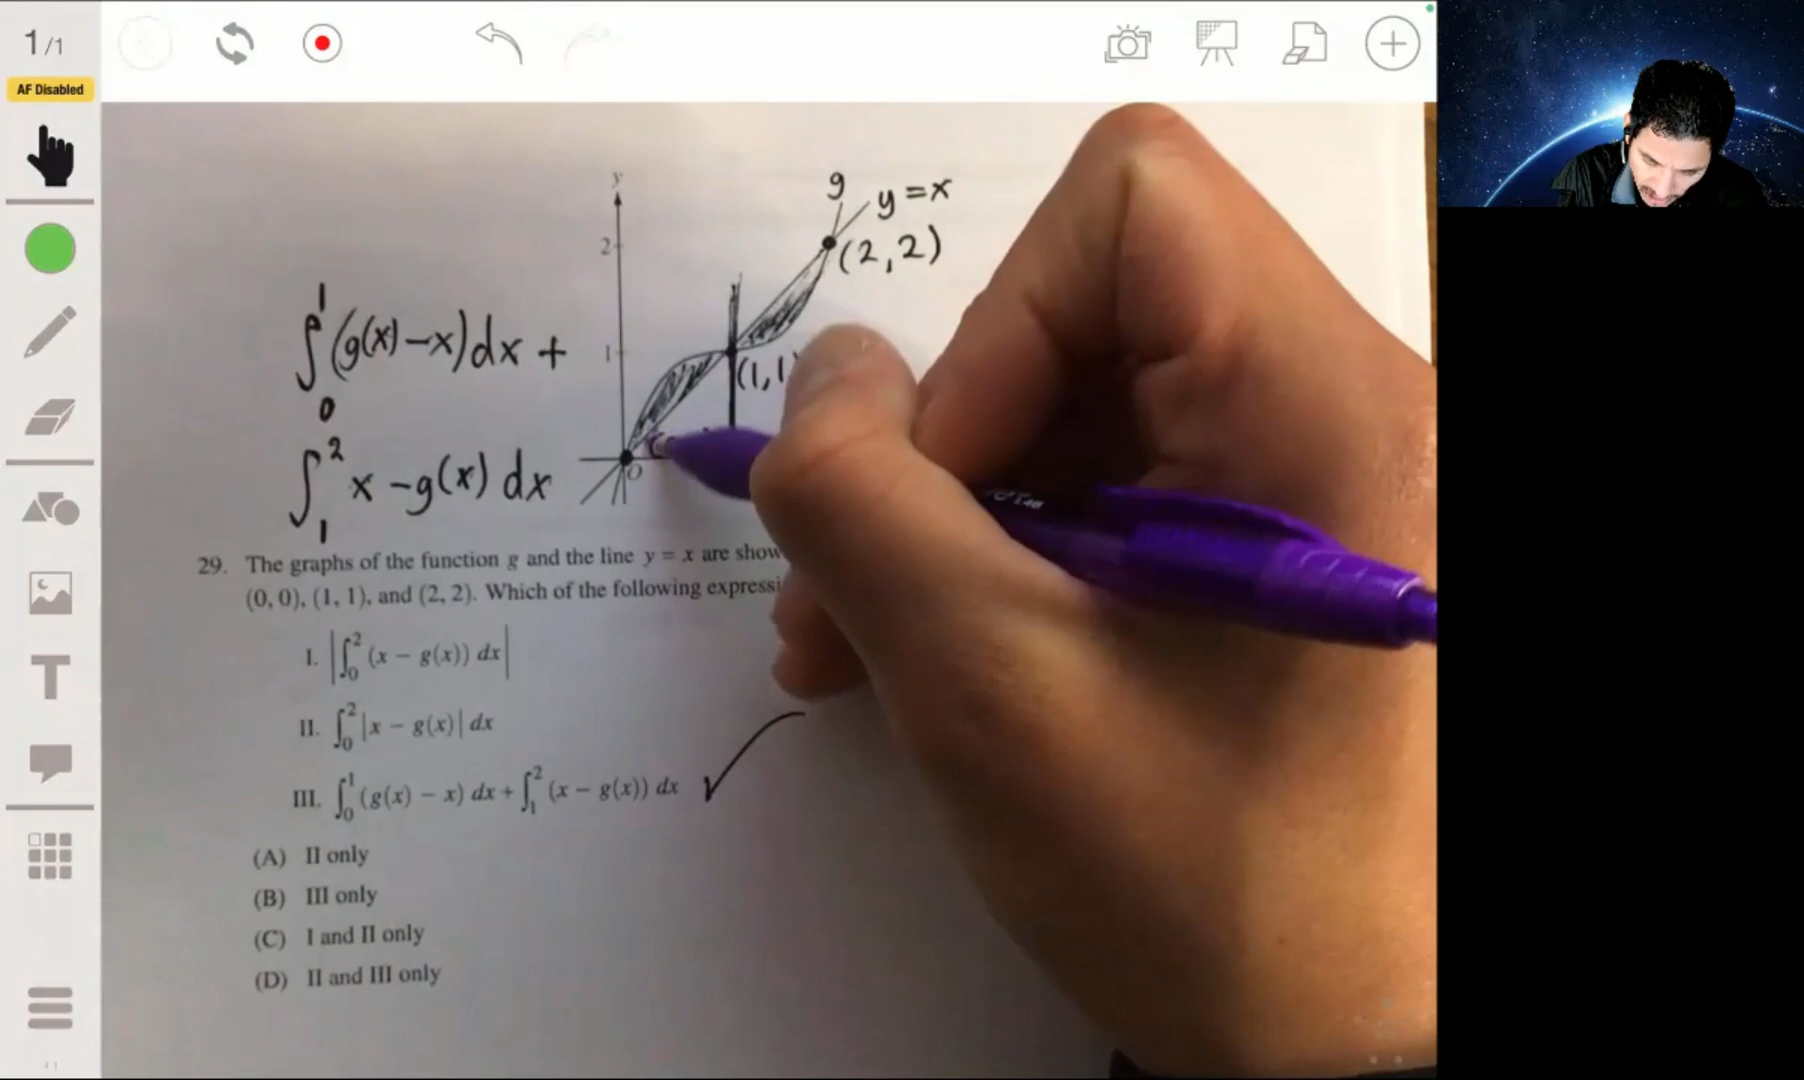 1/1
AF Disabled
y
g
y=x
2
(2,2)
∫₀¹(g(x)-x)dx +
1
(1,1
∫₁² x-g(x) dx
O
29. The graphs of the function g and the line y = x are show
(0, 0), (1, 1), and (2, 2). Which of the following expressi
I. |∫₀² (x − g(x)) dx|
II. ∫₀² |x − g(x)| dx
III. ∫₀¹ (g(x) − x) dx + ∫₁² (x − g(x)) dx ✓
(A) II only
(B) III only
(C) I and II only
(D) II and III only
T